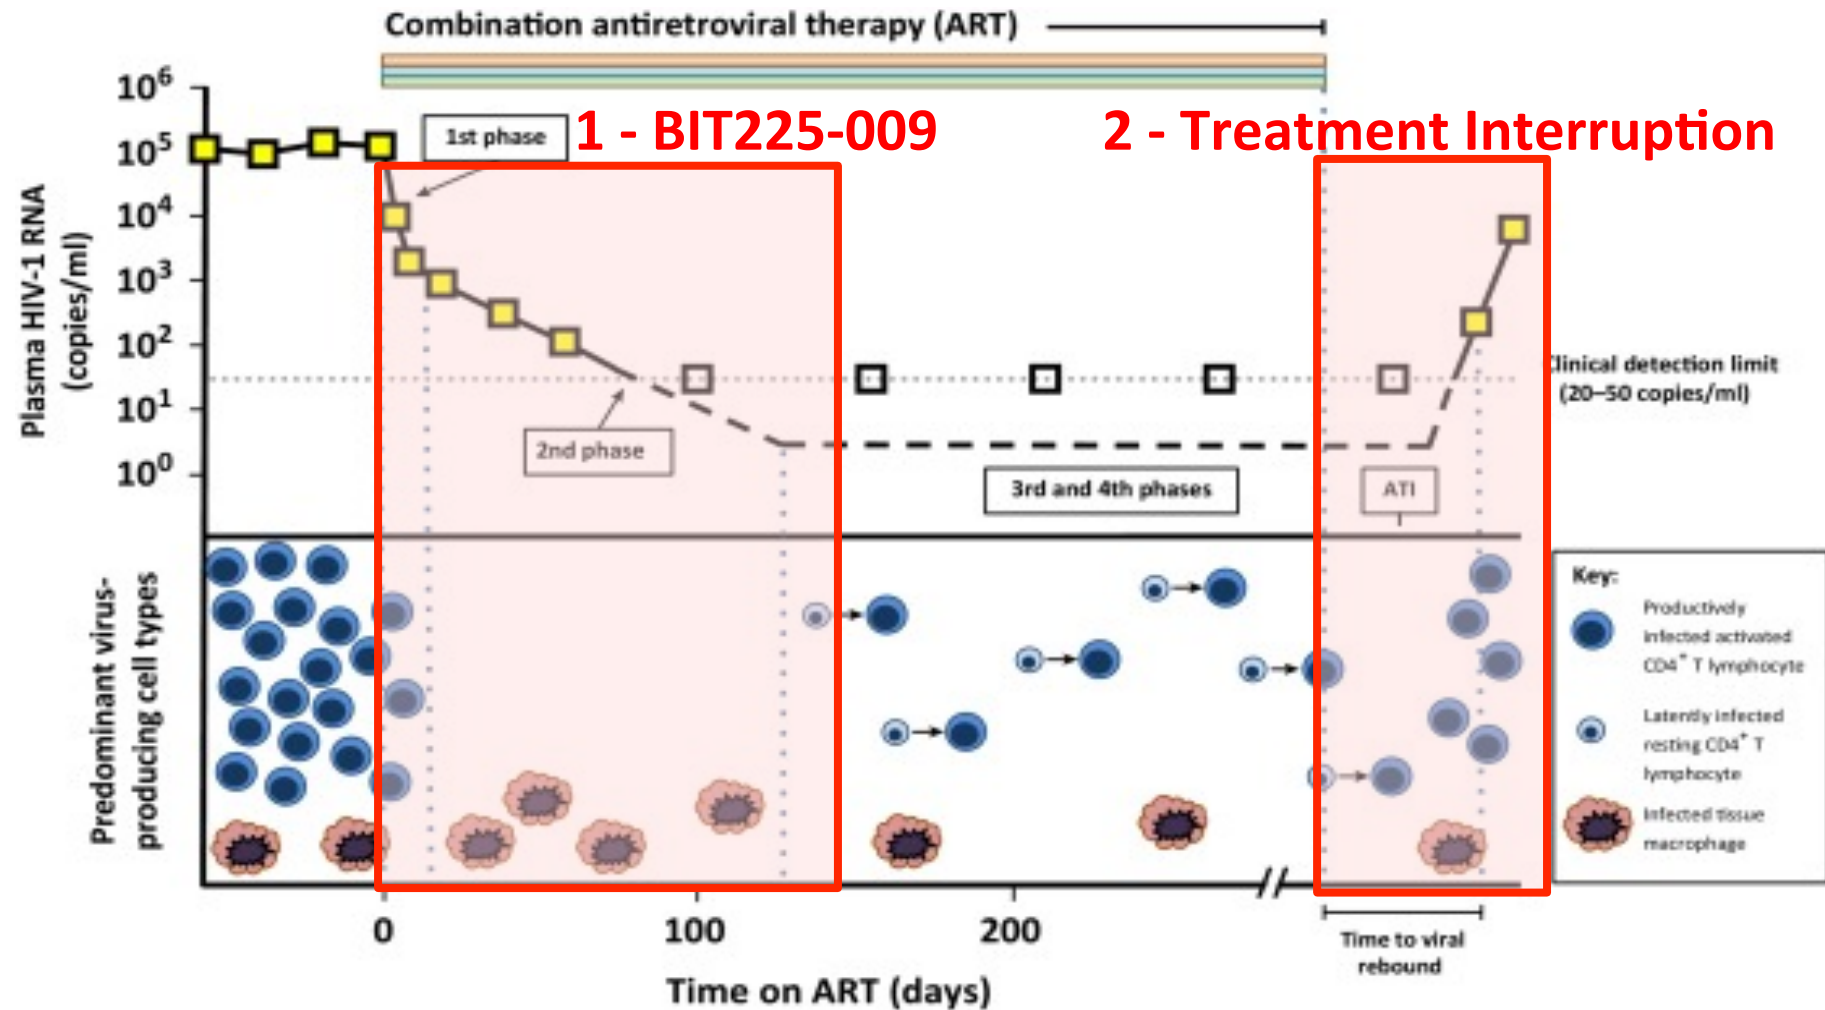 Combination antiretroviral therapy (ART)
1 - BIT225-009
2 - Treatment Interruption
Plasma HIV-1 RNA
(copies/ml)
10⁶
10⁵
10⁴
10³
10²
10¹
10⁰
1st phase
2nd phase
3rd and 4th phases
ATI
Clinical detection limit
(20–50 copies/ml)
Predominant virus-
producing cell types
Key:
Productively
infected activated
CD4⁺ T lymphocyte
Latently infected
resting CD4⁺ T
lymphocyte
Infected tissue
macrophage
0
100
200
Time on ART (days)
Time to viral
rebound